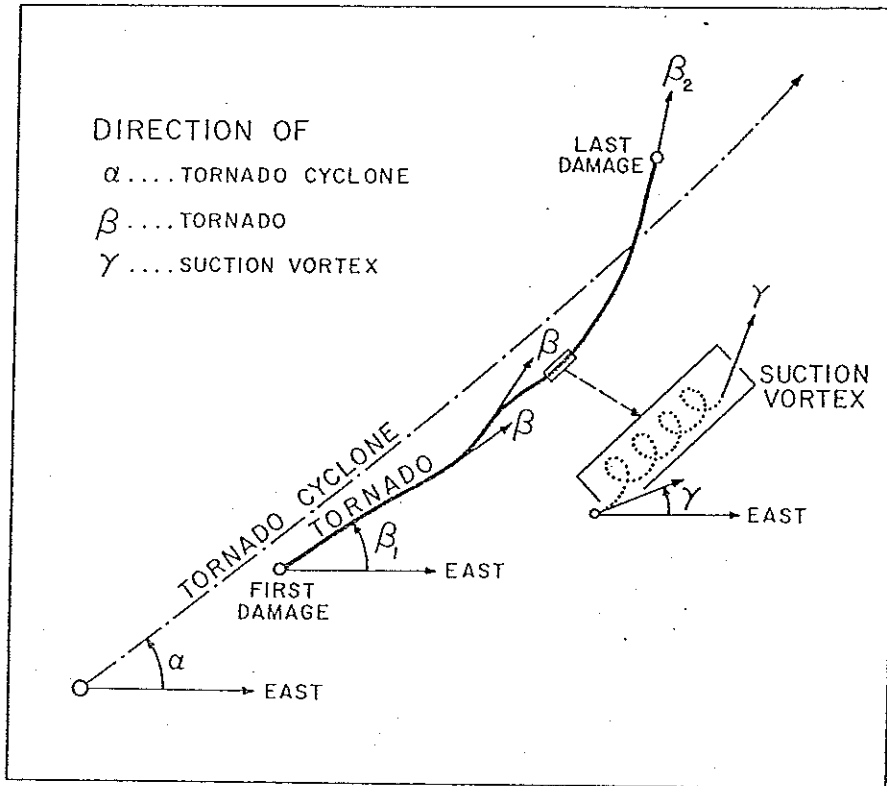 DIRECTION OF
α .... TORNADO CYCLONE
β .... TORNADO
γ .... SUCTION VORTEX
β₂
LAST
DAMAGE
γ
SUCTION
VORTEX
β
β
TORNADO CYCLONE
TORNADO
γ
EAST
β₁
EAST
FIRST
DAMAGE
α
EAST